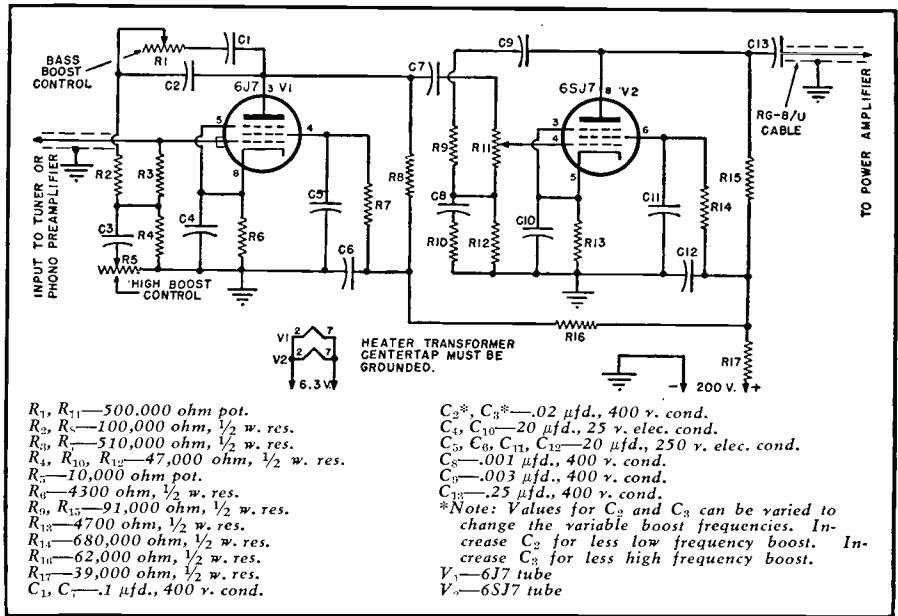 BASS BOOST
CONTROL
R1
C1
C2
6J7
3
V1
5
4
8
INPUT TO TUNER OR
PHONO PREAMPLIFIER
R2
R3
C3
R4
C4
R5
R6
C5
R7
C6
R8
HIGH BOOST
CONTROL
C7
C9
6SJ7
8
V2
3
4
6
5
R9
R11
C8
R10
R12
C10
R13
C11
R14
C12
R15
C13
RG-8/U
CABLE
TO POWER AMPLIFIER
R16
R17
V1
2
7
V2
2
7
6.3 V.
HEATER TRANSFORMER
CENTERTAP MUST BE
GROUNDED.
- 200 V. +
R1, R11—500.000 ohm pot.
R2, R8—100,000 ohm, 1/2 w. res.
R3, R7—510,000 ohm, 1/2 w. res.
R4, R10, R12—47,000 ohm, 1/2 w. res.
R5—10,000 ohm pot.
R6—4300 ohm, 1/2 w. res.
R9, R15—91,000 ohm, 1/2 w. res.
R13—4700 ohm, 1/2 w. res.
R14—680,000 ohm, 1/2 w. res.
R16—62,000 ohm, 1/2 w. res.
R17—39,000 ohm, 1/2 w. res.
C1, C7—.1 µfd., 400 v. cond.
C2*, C3*—.02 µfd., 400 v. cond.
C4, C10—20 µfd., 25 v. elec. cond.
C5, C6, C11, C12—20 µfd., 250 v. elec. cond.
C8—.001 µfd., 400 v. cond.
C9—.003 µfd., 400 v. cond.
C13—.25 µfd., 400 v. cond.
*Note: Values for C2 and C3 can be varied to
change the variable boost frequencies. In-
crease C2 for less low frequency boost. In-
crease C3 for less high frequency boost.
V1—6J7 tube
V2—6SJ7 tube